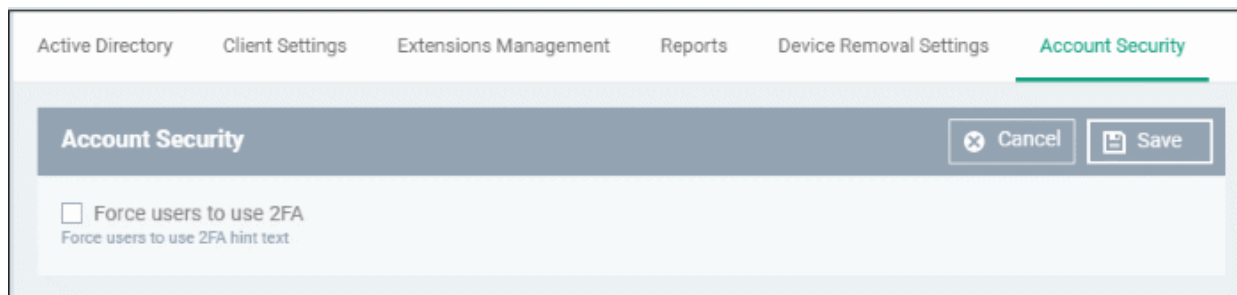 Active Directory Client Settings Extensions Management Reports Device Removal Settings Account Security
Account Security Cancel Save
Force users to use 2FA
Force users to use 2FA hint text